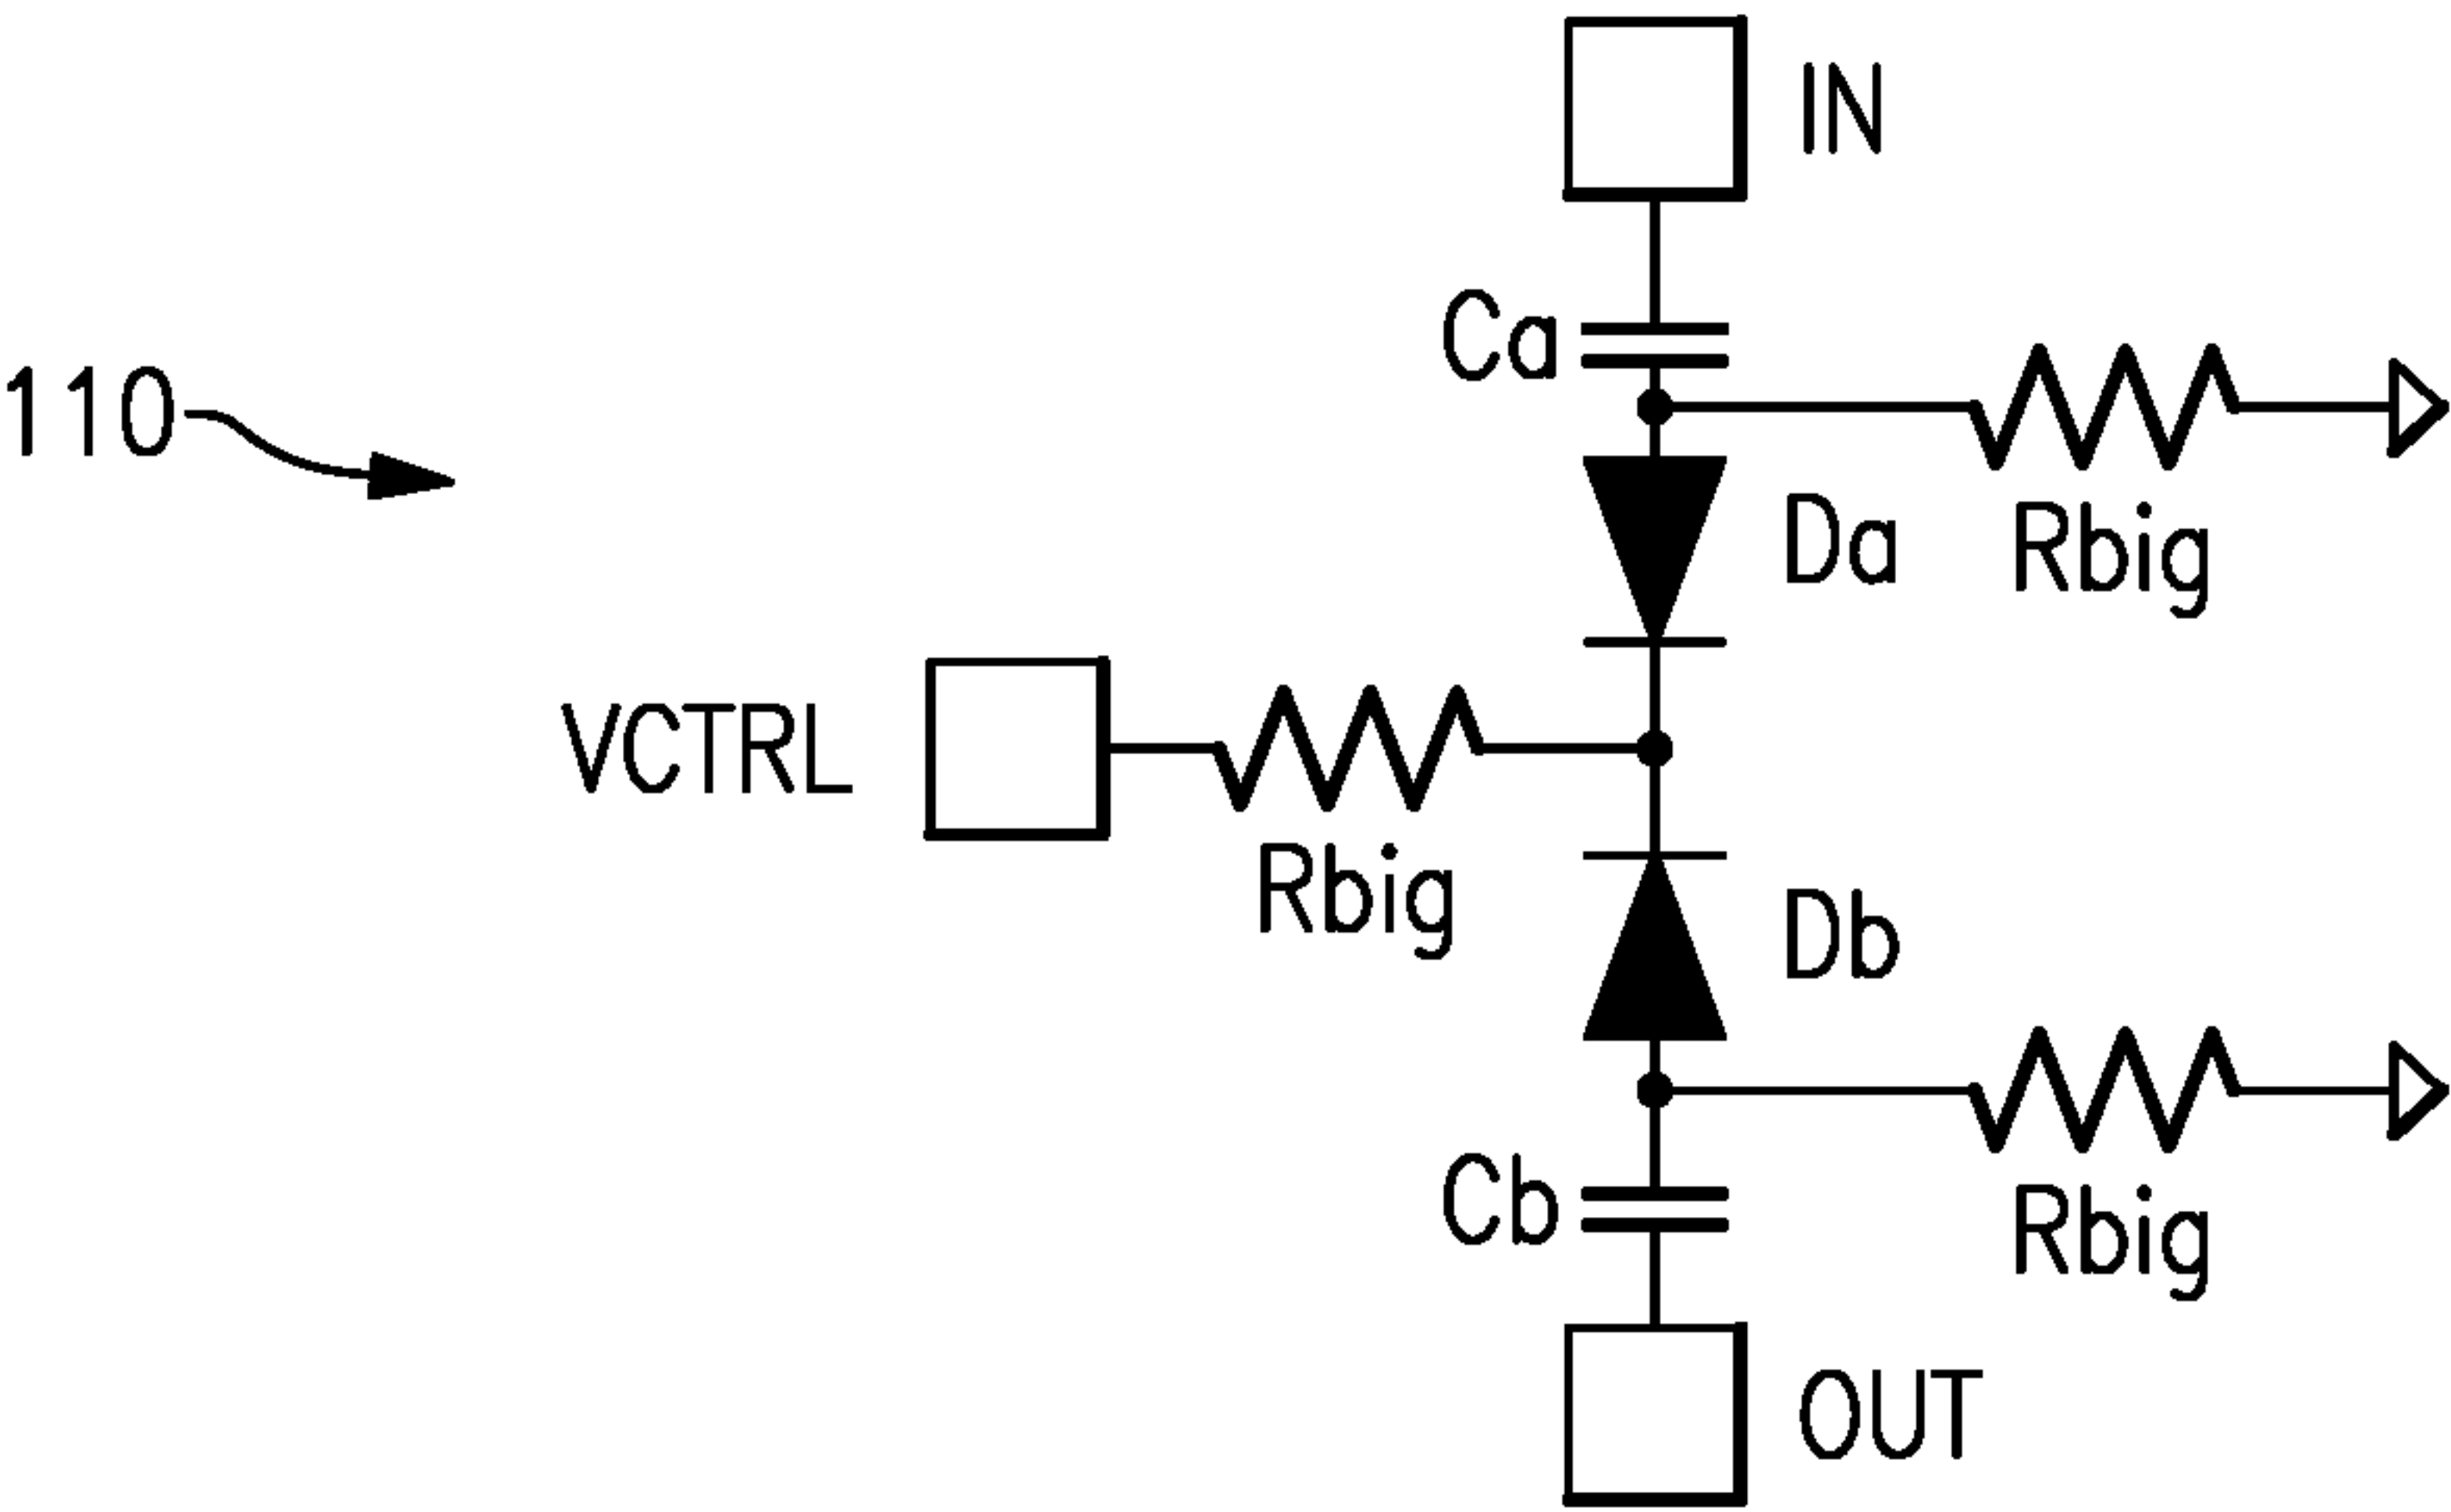 IN
Ca
110
Da
Rbig
VCTRL
Rbig
Db
Cb
Rbig
OUT